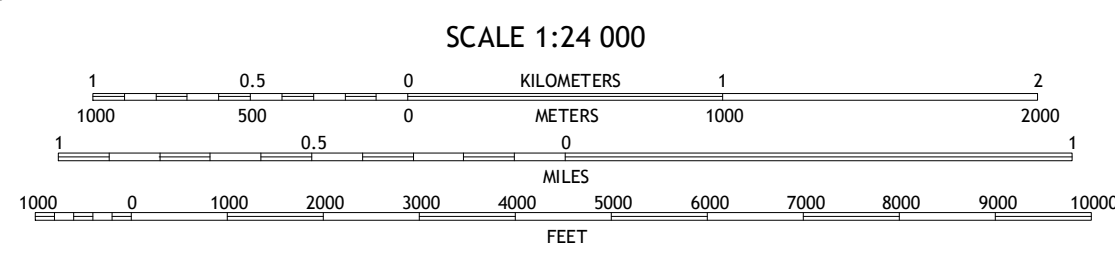 SCALE 1:24 000
1 0.5 0 KILOMETERS 1 2
1000 500 0 METERS 1000 2000
1 0.5 0 1
MILES
1000 0 1000 2000 3000 4000 5000 6000 7000 8000 9000 10000
FEET